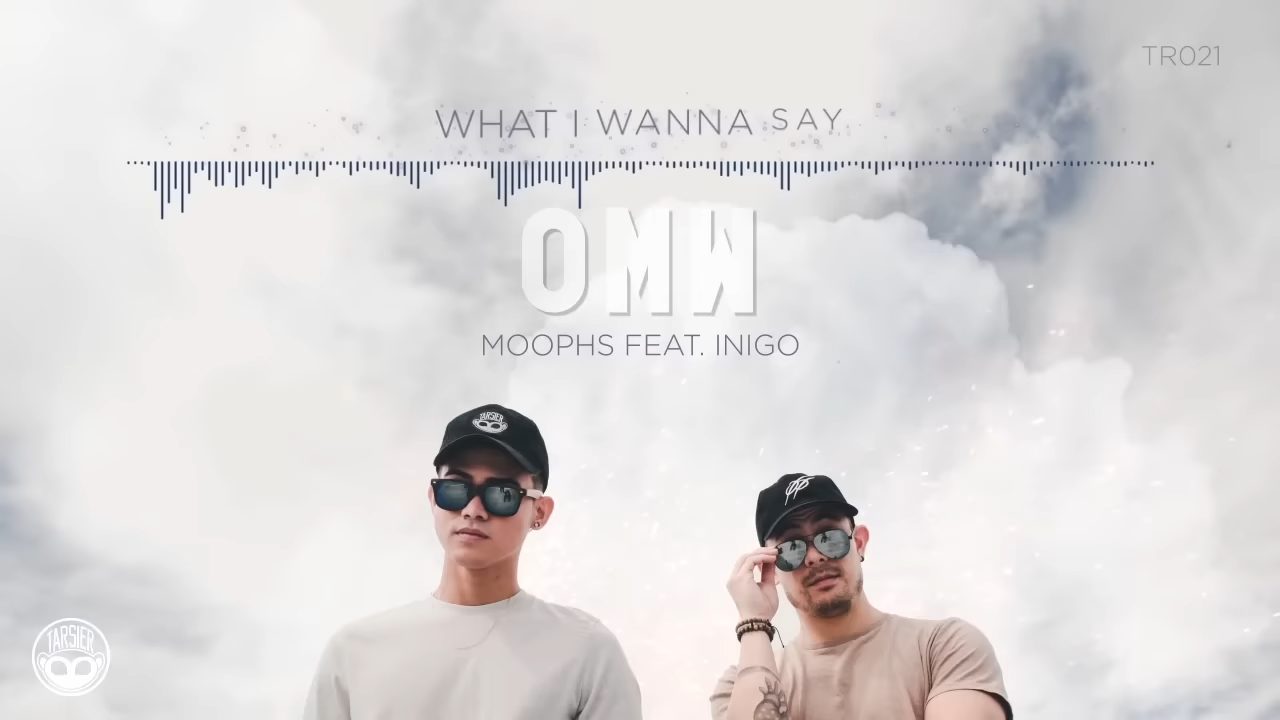 TR021
WHAT I WANNA SAY
OMW
MOOPHS FEAT. INIGO
TARSIER
TARSIER